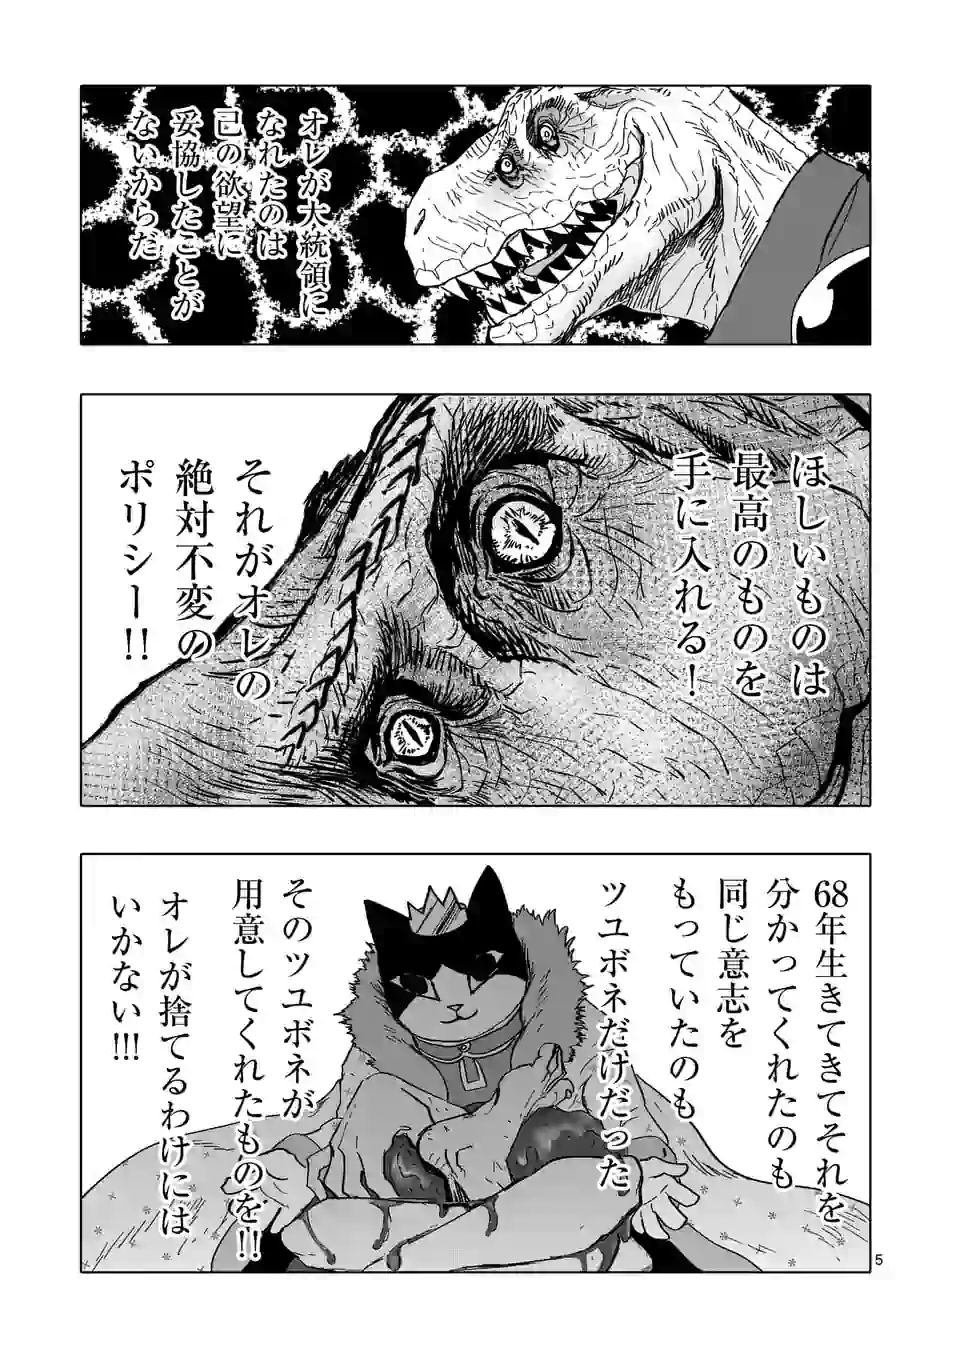 オレが大統領に
なれたのは
己の欲望に
妥協したことが
ないからだ
ほしいものは
最高のものを
手に入れる！
それがオレの
絶対不変の
ポリシー!!
68年生きてきてそれを
分かってくれたのも
同じ意志を
もっていたのも
ツユボネだけだった
そのツユボネが
用意してくれたものを!!
オレが捨てるわけには
いかない!!!
5